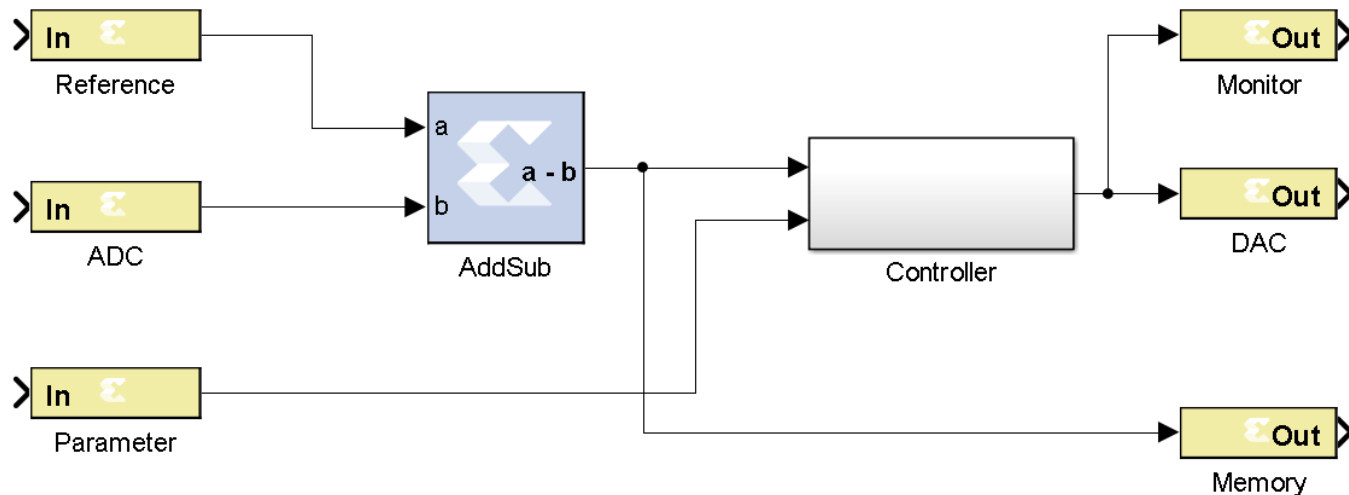 In
Reference
In
ADC
In
Parameter
a
b
a - b
AddSub
Controller
Out
Monitor
Out
DAC
Out
Memory